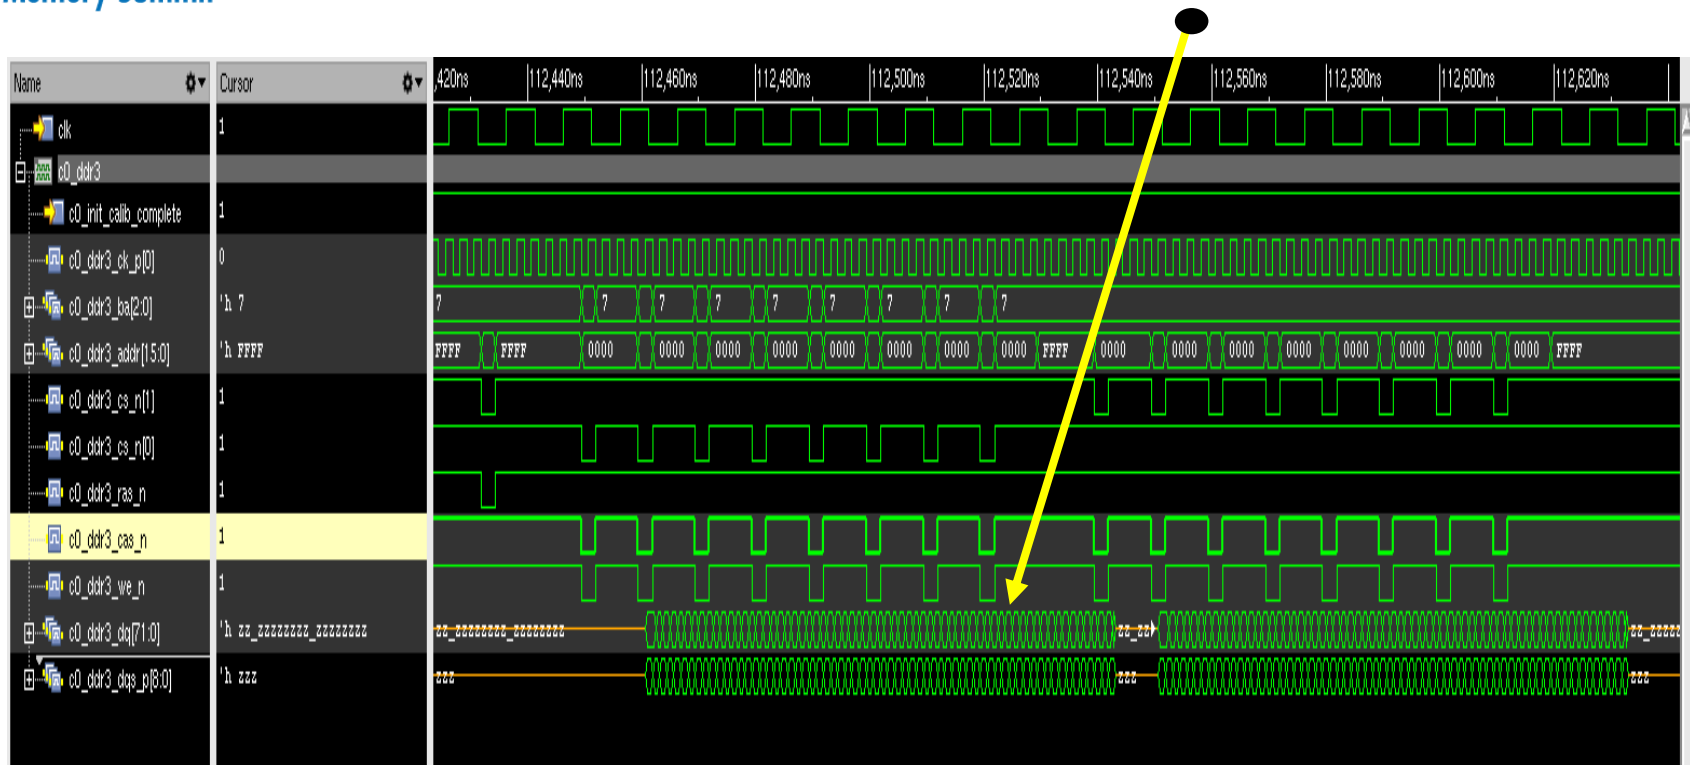 Memory Summit
Name Cursor ,420ns 112,440ns 112,460ns 112,480ns 112,500ns 112,520ns 112,540ns 112,560ns 112,580ns 112,600ns 112,620ns
clk 1
c0_ddr3
c0_init_calib_complete 1
c0_ddr3_ck_p[0] 0
c0_ddr3_ba[2:0] 'h 7 7 7 7 7 7 7 7 7 7
c0_ddr3_addr[15:0] 'h FFFF FFFF FFFF 0000 0000 0000 0000 0000 0000 0000 0000 FFFF 0000 0000 0000 0000 0000 0000 0000 0000 FFFF
c0_ddr3_cs_n[1] 1
c0_ddr3_cs_n[0] 1
c0_ddr3_ras_n 1
c0_ddr3_cas_n 1
c0_ddr3_we_n 1
c0_ddr3_dq[71:0] 'h zz_zzzzzzzz_zzzzzzzz zz_zzzzzzzz_zzzzzzzz zz_zz zz_zzzzz
c0_ddr3_dqs_p[8:0] 'h zzz zzz zzz zzz